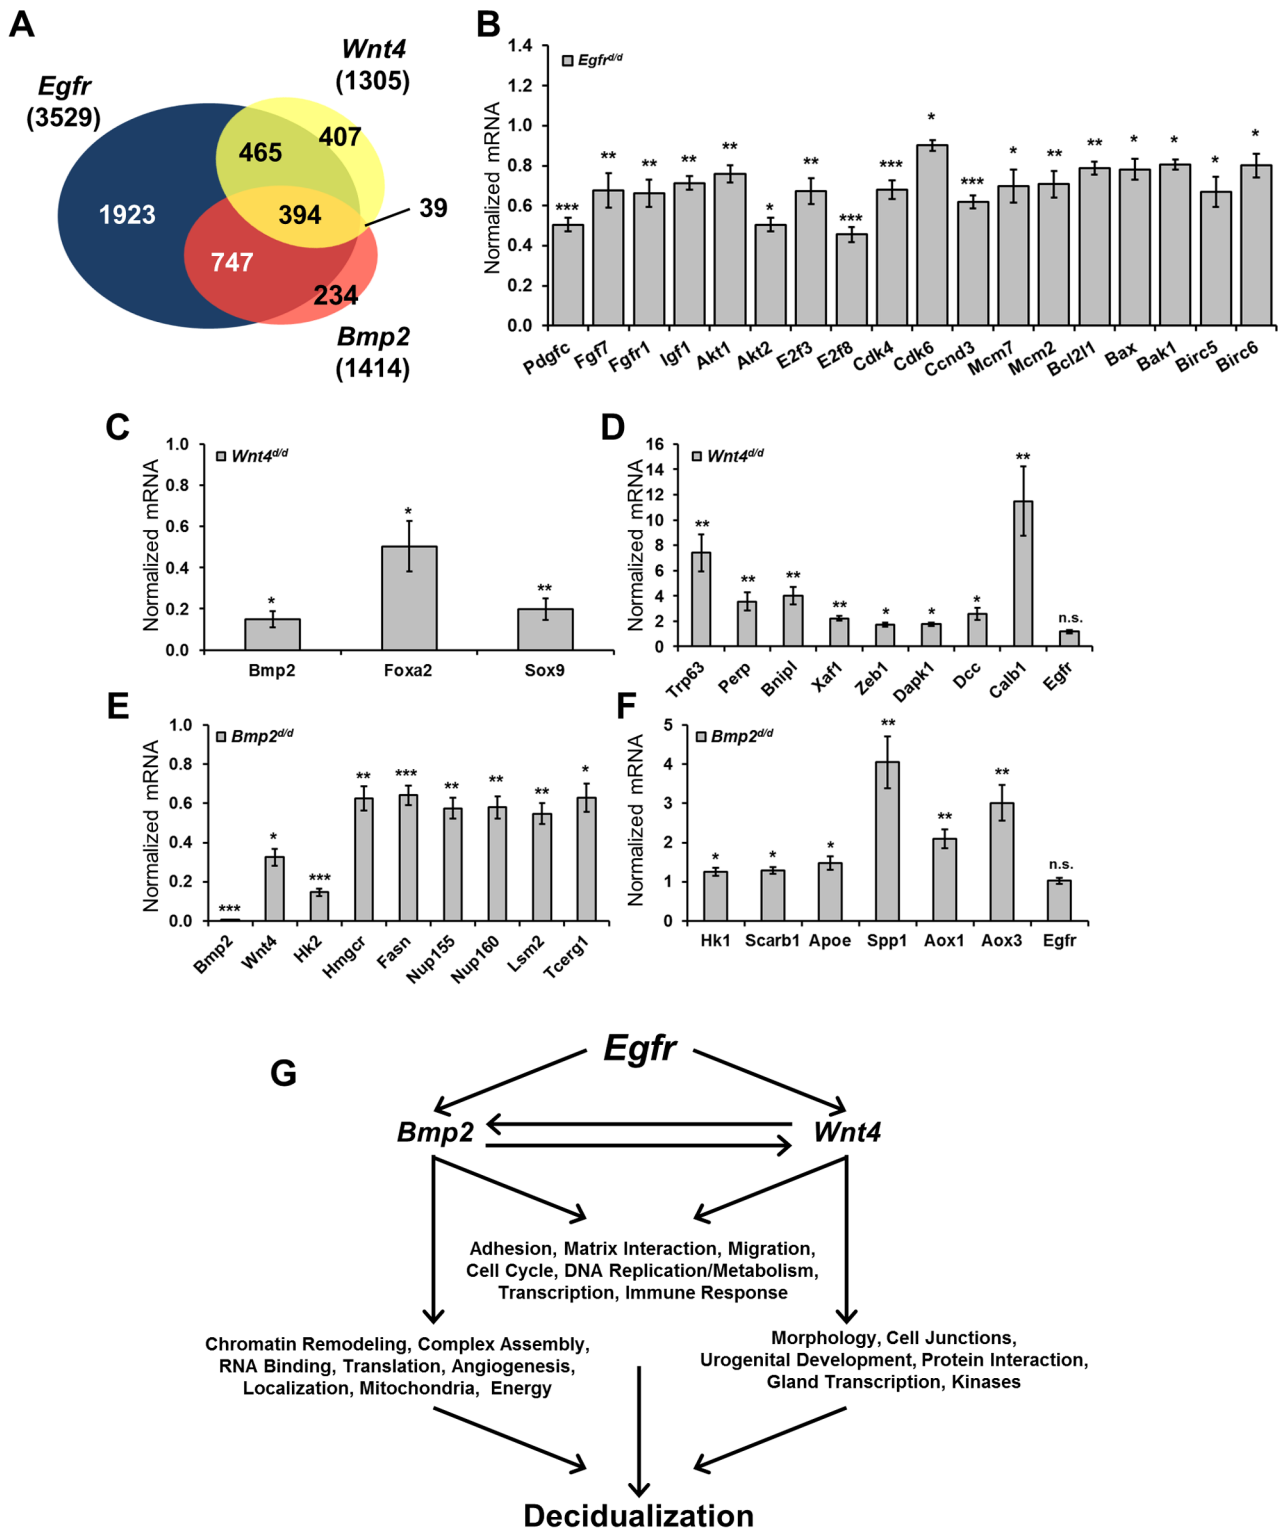 A
Wnt4
(1305)
Egfr
(3529)
407
465
1923
394
39
747
234
Bmp2
(1414)
B
Normalized mRNA
1.4
1.2
1.0
0.8
0.6
0.4
0.2
0.0
Egfrd/d
*** ** ** ** ** * ** *** *** * *** * ** ** * * * *
Pdgfc Fgf7 Fgfr1 Igf1 Akt1 Akt2 E2f3 E2f8 Cdk4 Cdk6 Ccnd3 Mcm7 Mcm2 Bcl2l1 Bax Bak1 Birc5 Birc6
C
Normalized mRNA
1.0
0.8
0.6
0.4
0.2
0.0
Wnt4d/d
* * **
Bmp2 Foxa2 Sox9
D
Normalized mRNA
16
14
12
10
8
6
4
2
0
Wnt4d/d
** ** ** ** * * * ** n.s.
Trp63 Perp Bnipl Xaf1 Zeb1 Dapk1 Dcc Calb1 Egfr
E
Normalized mRNA
1.0
0.8
0.6
0.4
0.2
0.0
Bmp2d/d
*** * *** ** *** ** ** ** *
Bmp2 Wnt4 Hk2 Hmgcr Fasn Nup155 Nup160 Lsm2 Tcerg1
F
Normalized mRNA
5
4
3
2
1
0
Bmp2d/d
* * * ** ** ** n.s.
Hk1 Scarb1 Apoe Spp1 Aox1 Aox3 Egfr
G
Egfr
Bmp2
Wnt4
Adhesion, Matrix Interaction, Migration,
Cell Cycle, DNA Replication/Metabolism,
Transcription, Immune Response
Chromatin Remodeling, Complex Assembly,
RNA Binding, Translation, Angiogenesis,
Localization, Mitochondria, Energy
Morphology, Cell Junctions,
Urogenital Development, Protein Interaction,
Gland Transcription, Kinases
Decidualization